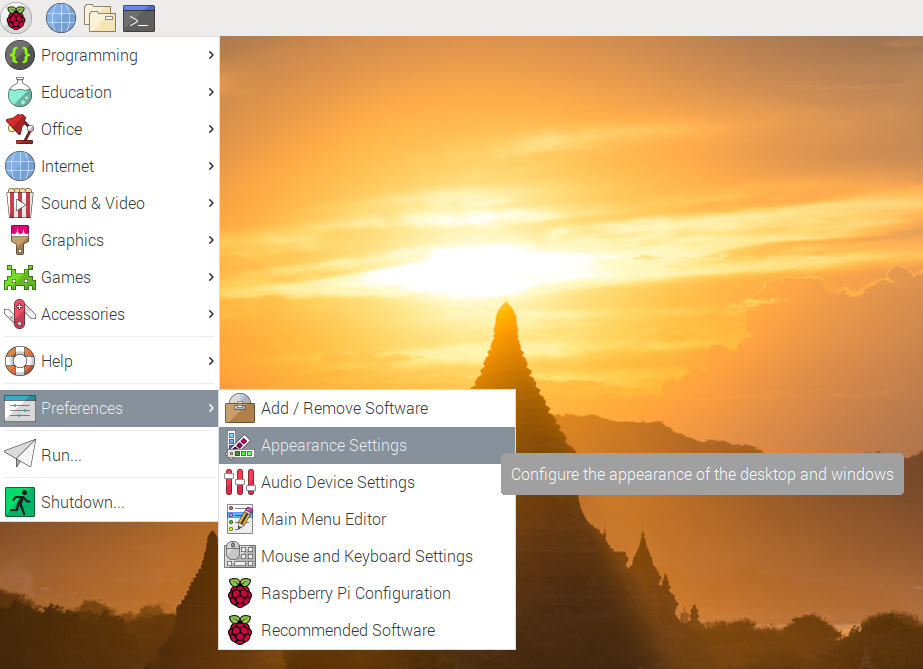 Programming
Education
Office
Internet
Sound & Video
Graphics
Games
Accessories
Help
Preferences
Run...
Shutdown...
Add / Remove Software
Appearance Settings
Audio Device Settings
Main Menu Editor
Mouse and Keyboard Settings
Raspberry Pi Configuration
Recommended Software
Configure the appearance of the desktop and windows